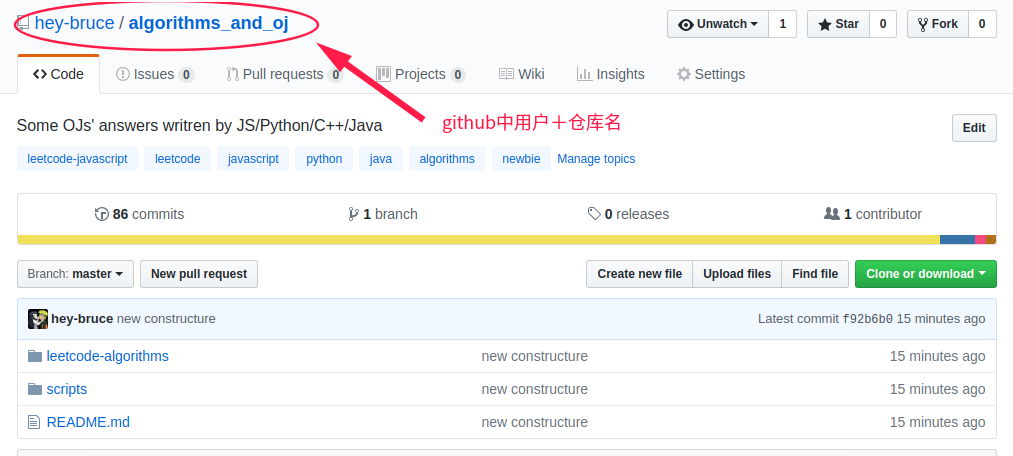 hey-bruce / algorithms_and_oj
Unwatch 1 Star 0 Fork 0
Code Issues 0 Pull requests 0 Projects 0 Wiki Insights Settings
github中用户＋仓库名
Some OJs' answers writren by JS/Python/C++/Java
Edit
leetcode-javascript leetcode javascript python java algorithms newbie Manage topics
86 commits 1 branch 0 releases 1 contributor
Branch: master New pull request Create new file Upload files Find file Clone or download
hey-bruce new constructure Latest commit f92b6b0 15 minutes ago
leetcode-algorithms new constructure 15 minutes ago
scripts new constructure 15 minutes ago
README.md new constructure 15 minutes ago